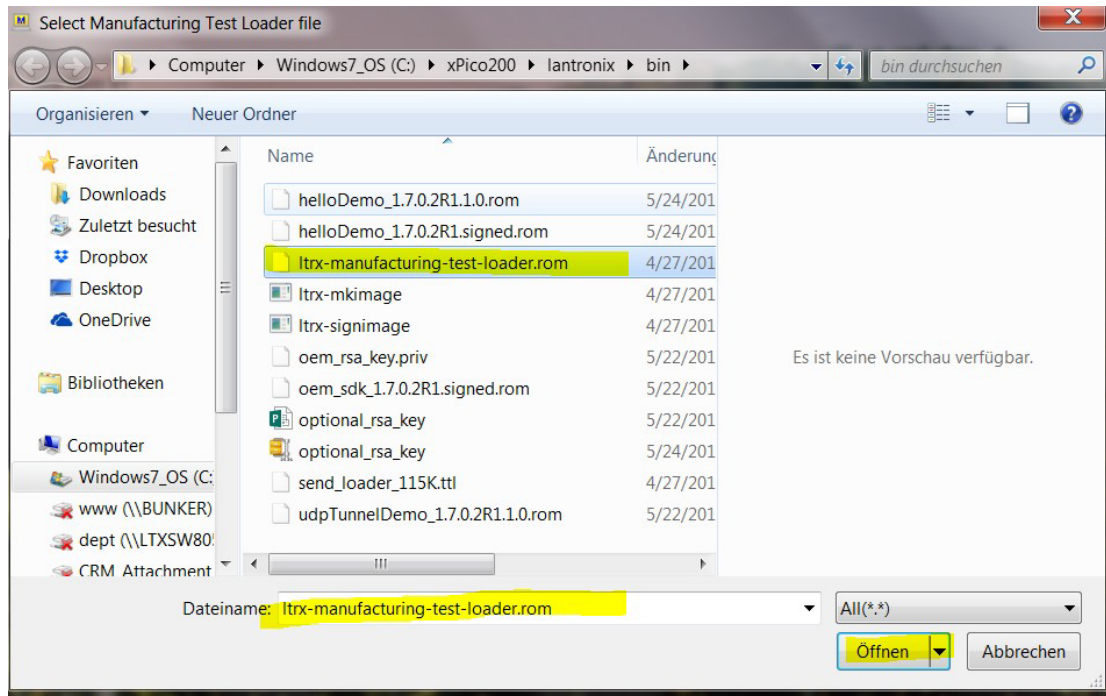 Select Manufacturing Test Loader file
Computer Windows7_OS (C:) xPico200 lantronix bin
bin durchsuchen
Organisieren Neuer Ordner
Name Änderung
Favoriten
Downloads
Zuletzt besucht
Dropbox
Desktop
OneDrive
Bibliotheken
Computer
Windows7_OS (C:
www (\\BUNKER)
dept (\\LTXSW80
CRM Attachment
helloDemo_1.7.0.2R1.1.0.rom 5/24/201
helloDemo_1.7.0.2R1.signed.rom 5/24/201
ltrx-manufacturing-test-loader.rom 4/27/201
ltrx-mkimage 4/27/201
ltrx-signimage 4/27/201
oem_rsa_key.priv 5/22/201
oem_sdk_1.7.0.2R1.signed.rom 5/22/201
optional_rsa_key 5/22/201
optional_rsa_key 5/24/201
send_loader_115K.ttl 4/27/201
udpTunnelDemo_1.7.0.2R1.1.0.rom 5/22/201
Es ist keine Vorschau verfügbar.
Dateiname: ltrx-manufacturing-test-loader.rom
All(*.*)
Öffnen Abbrechen